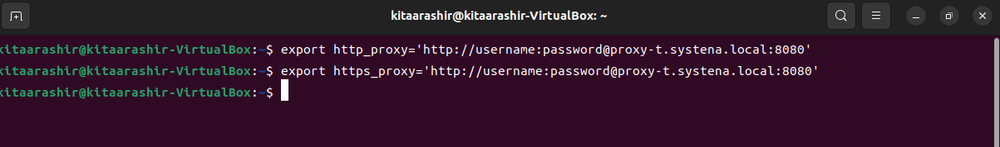 kitaarashir@kitaarashir-VirtualBox: ~
kitaarashir@kitaarashir-VirtualBox:~$ export http_proxy='http://username:password@proxy-t.systena.local:8080'
kitaarashir@kitaarashir-VirtualBox:~$ export https_proxy='http://username:password@proxy-t.systena.local:8080'
kitaarashir@kitaarashir-VirtualBox:~$